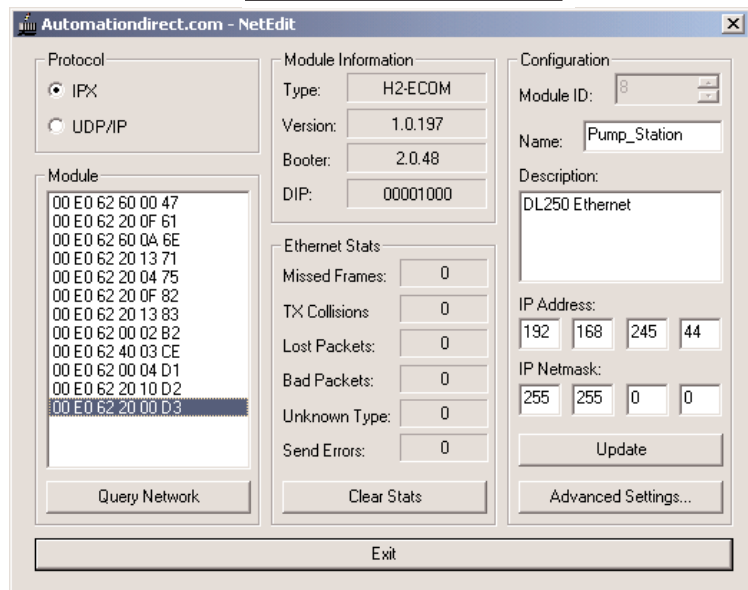 Automationdirect.com - NetEdit
Protocol
IPX
UDP/IP
Module
00 E0 62 60 00 47
00 E0 62 20 0F 61
00 E0 62 60 0A 6E
00 E0 62 20 13 71
00 E0 62 20 04 75
00 E0 62 20 0F 82
00 E0 62 20 13 83
00 E0 62 00 02 B2
00 E0 62 40 03 CE
00 E0 62 00 04 D1
00 E0 62 20 10 D2
00 E0 62 20 00 D3
Query Network
Module Information
Type: H2-ECOM
Version: 1.0.197
Booter: 2.0.48
DIP: 00001000
Ethernet Stats
Missed Frames: 0
TX Collisions 0
Lost Packets: 0
Bad Packets: 0
Unknown Type: 0
Send Errors: 0
Clear Stats
Configuration
Module ID: 8
Name: Pump_Station
Description:
DL250 Ethernet
IP Address:
192 168 245 44
IP Netmask:
255 255 0 0
Update
Advanced Settings...
Exit